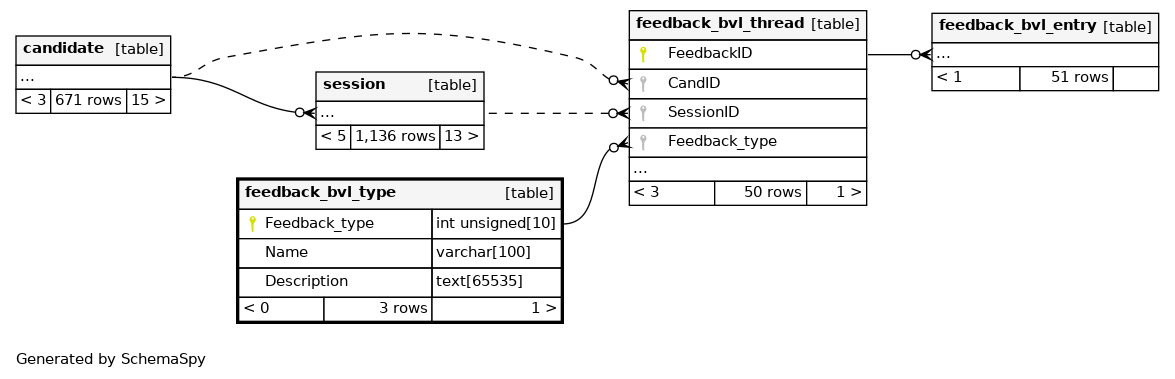 candidate [table]
...
< 3 671 rows 15 >
session [table]
...
< 5 1,136 rows 13 >
feedback_bvl_type [table]
Feedback_type int unsigned[10]
Name varchar[100]
Description text[65535]
< 0 3 rows 1 >
feedback_bvl_thread [table]
FeedbackID
CandID
SessionID
Feedback_type
...
< 3 50 rows 1 >
feedback_bvl_entry [table]
...
< 1 51 rows
Generated by SchemaSpy